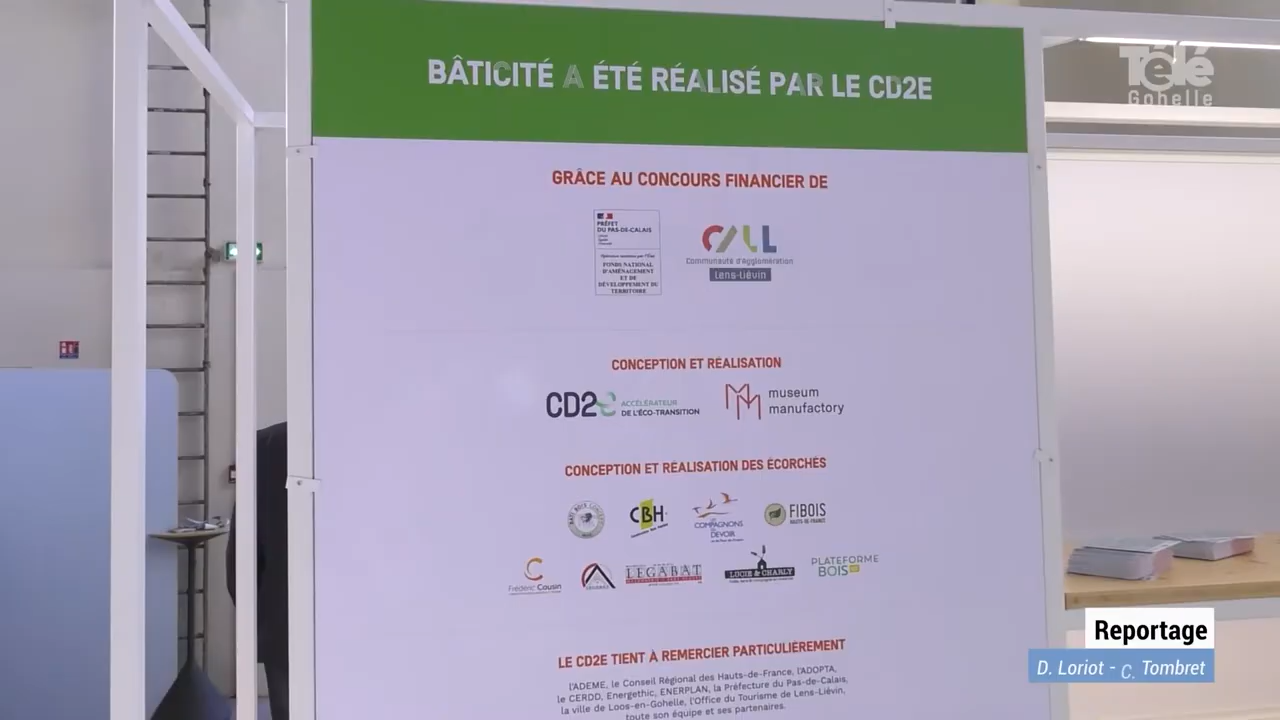 BÂTICITÉ A ÉTÉ RÉALISÉ PAR LE CD2E
Télé
Gohelle
GRÂCE AU CONCOURS FINANCIER DE
PRÉFET
DU PAS-DE-CALAIS
FONDS NATIONAL
D'AMÉNAGEMENT
ET DE
DÉVELOPPEMENT DU
TERRITOIRE
CALL
Communauté d'agglomération
Lens-Liévin
CONCEPTION ET RÉALISATION
CD2E ACCÉLÉRATEUR
DE L'ÉCO-TRANSITION
museum
manufactory
CONCEPTION ET RÉALISATION DES ÉCORCHÉS
CBH
COMPAGNONS
DEVOIR
FIBOIS
HAUTS-DE-FRANCE
Frédéric Cousin
LEGABAT
LUCIE & CHARLY
PLATEFORME
BOIS
LE CD2E TIENT À REMERCIER PARTICULIÈREMENT
l'ADEME, le Conseil Régional des Hauts-de-France, l'ADOPTA,
le CERDD, Energethic, ENERPLAN, la Préfecture du Pas-de-Calais,
la ville de Loos-en-Gohelle, l'Office du Tourisme de Lens-Liévin,
toute son équipe et ses partenaires.
Reportage
D. Loriot - C. Tombret